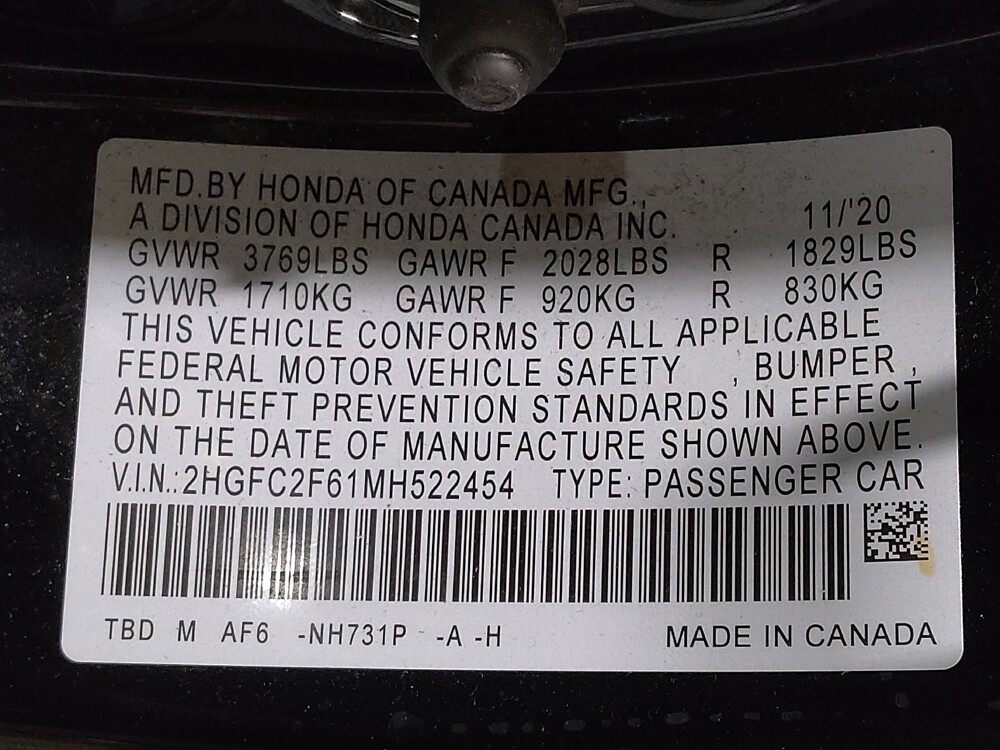 MFD.BY HONDA OF CANADA MFG.,
A DIVISION OF HONDA CANADA INC. 11/'20
GVWR 3769LBS GAWR F 2028LBS R 1829LBS
GVWR 1710KG GAWR F 920KG R 830KG
THIS VEHICLE CONFORMS TO ALL APPLICABLE
FEDERAL MOTOR VEHICLE SAFETY , BUMPER ,
AND THEFT PREVENTION STANDARDS IN EFFECT
ON THE DATE OF MANUFACTURE SHOWN ABOVE.
V.I.N.:2HGFC2F61MH522454 TYPE: PASSENGER CAR
TBD M AF6 -NH731P -A -H MADE IN CANADA